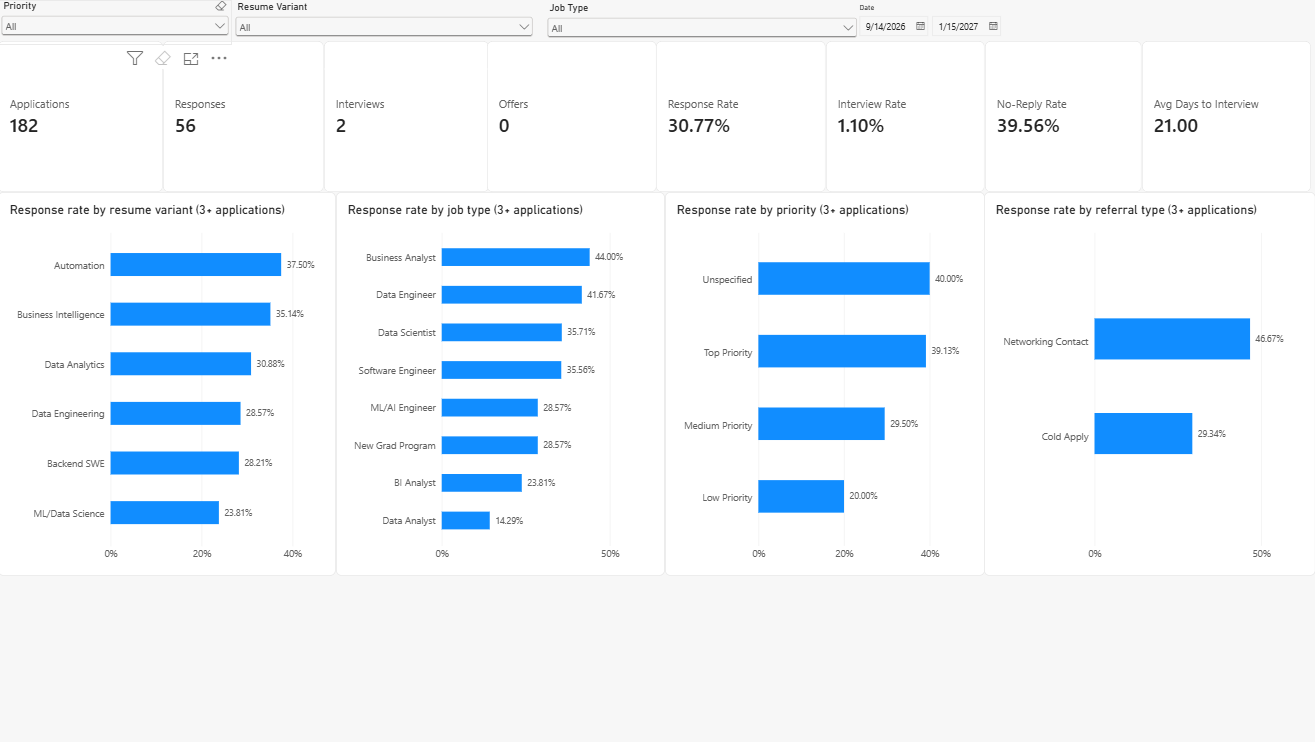 Priority
Resume Variant
Job Type
Date
All
All
All
9/14/2026
1/15/2027
Applications
182
Responses
56
Interviews
2
Offers
0
Response Rate
30.77%
Interview Rate
1.10%
No-Reply Rate
39.56%
Avg Days to Interview
21.00
Response rate by resume variant (3+ applications)
Automation 37.50%
Business Intelligence 35.14%
Data Analytics 30.88%
Data Engineering 28.57%
Backend SWE 28.21%
ML/Data Science 23.81%
0% 20% 40%
Response rate by job type (3+ applications)
Business Analyst 44.00%
Data Engineer 41.67%
Data Scientist 35.71%
Software Engineer 35.56%
ML/AI Engineer 28.57%
New Grad Program 28.57%
BI Analyst 23.81%
Data Analyst 14.29%
0% 50%
Response rate by priority (3+ applications)
Unspecified 40.00%
Top Priority 39.13%
Medium Priority 29.50%
Low Priority 20.00%
0% 20% 40%
Response rate by referral type (3+ applications)
Networking Contact 46.67%
Cold Apply 29.34%
0% 50%